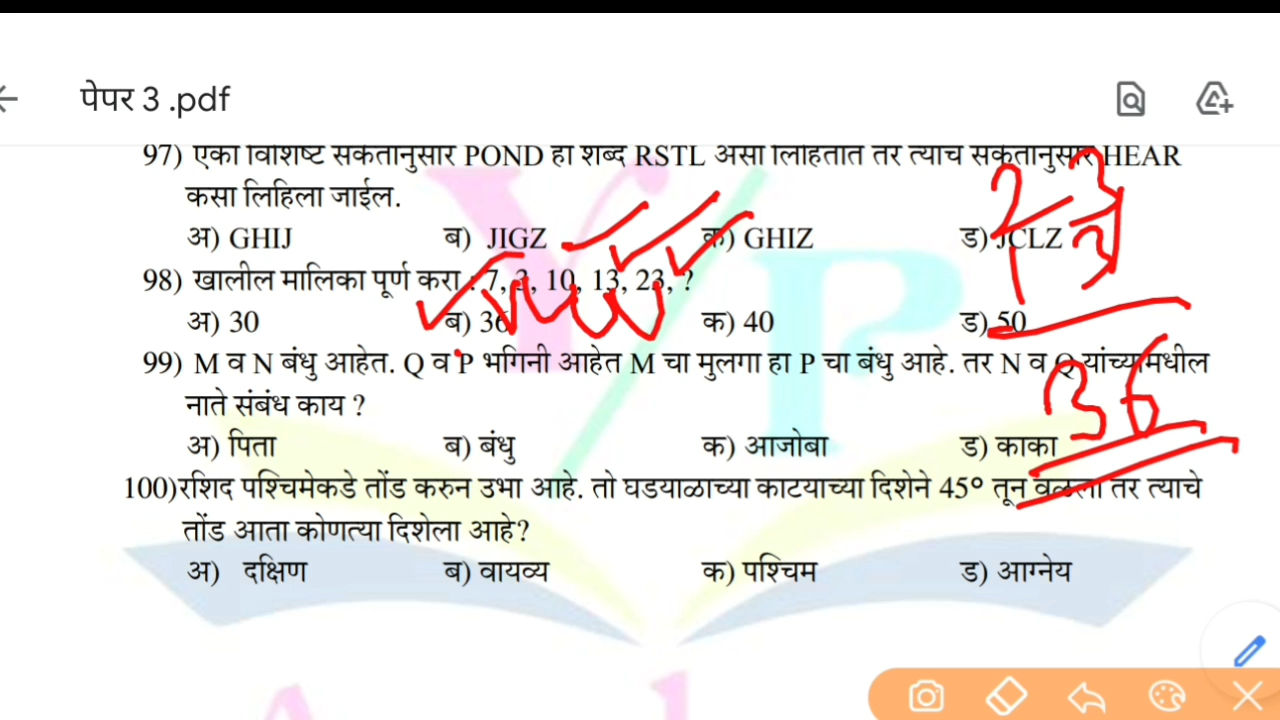 पेपर 3 .pdf
97) एका विशिष्ट संकेतानुसार POND हा शब्द RSTL असा लिहितात तर त्याच संकेतानुसार HEAR
कसा लिहिला जाईल.
अ) GHIJ ब) JIGZ क) GHIZ ड) JCLZ
98) खालील मालिका पूर्ण करा : 7, 3, 10, 13, 23, ?
अ) 30 ब) 36 क) 40 ड) 50
99) M व N बंधु आहेत. Q व P भगिनी आहेत M चा मुलगा हा P चा बंधु आहे. तर N व Q यांच्यामधील
नाते संबंध काय ?
अ) पिता ब) बंधु क) आजोबा ड) काका
100)रशिद पश्चिमेकडे तोंड करुन उभा आहे. तो घडयाळाच्या काटयाच्या दिशेने 45° तून वळला तर त्याचे
तोंड आता कोणत्या दिशेला आहे?
अ) दक्षिण ब) वायव्य क) पश्चिम ड) आग्नेय
23
13
36